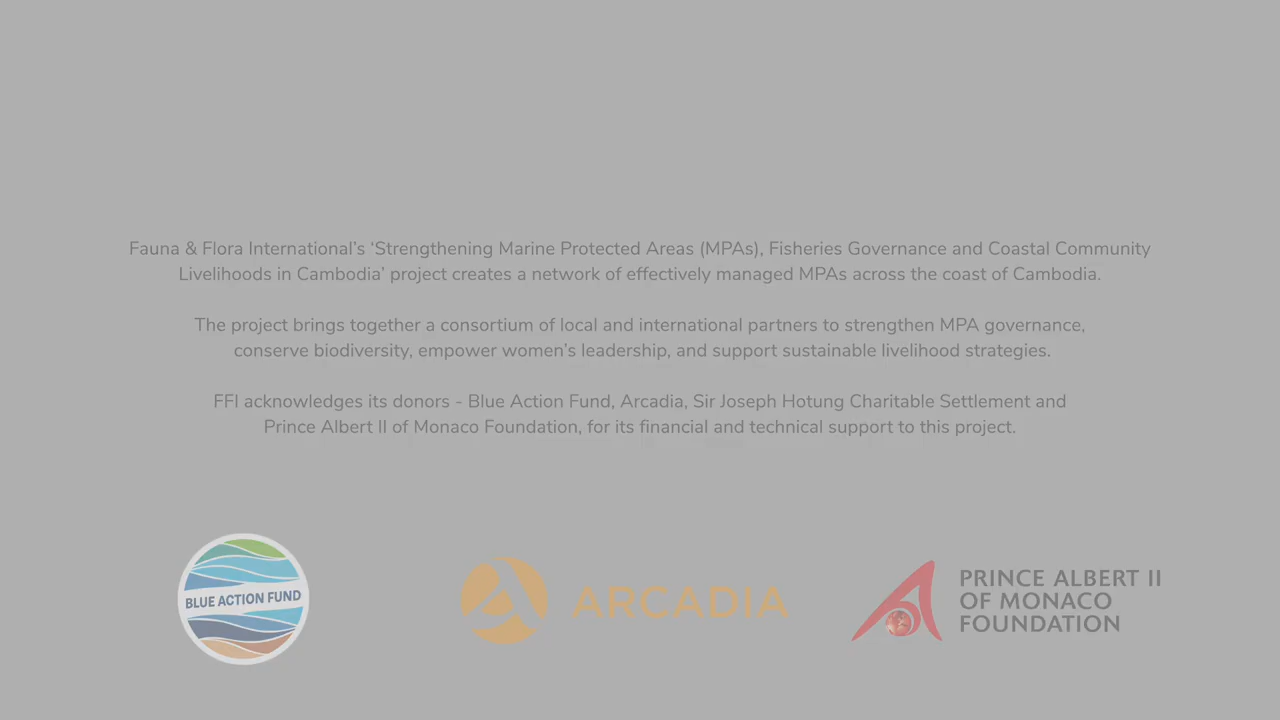 Fauna & Flora International’s ‘Strengthening Marine Protected Areas (MPAs), Fisheries Governance and Coastal Community
Livelihoods in Cambodia’ project creates a network of effectively managed MPAs across the coast of Cambodia.
The project brings together a consortium of local and international partners to strengthen MPA governance,
conserve biodiversity, empower women’s leadership, and support sustainable livelihood strategies.
FFI acknowledges its donors - Blue Action Fund, Arcadia, Sir Joseph Hotung Charitable Settlement and
Prince Albert II of Monaco Foundation, for its financial and technical support to this project.
BLUE ACTION FUND
ARCADIA
PRINCE ALBERT II
OF MONACO
FOUNDATION